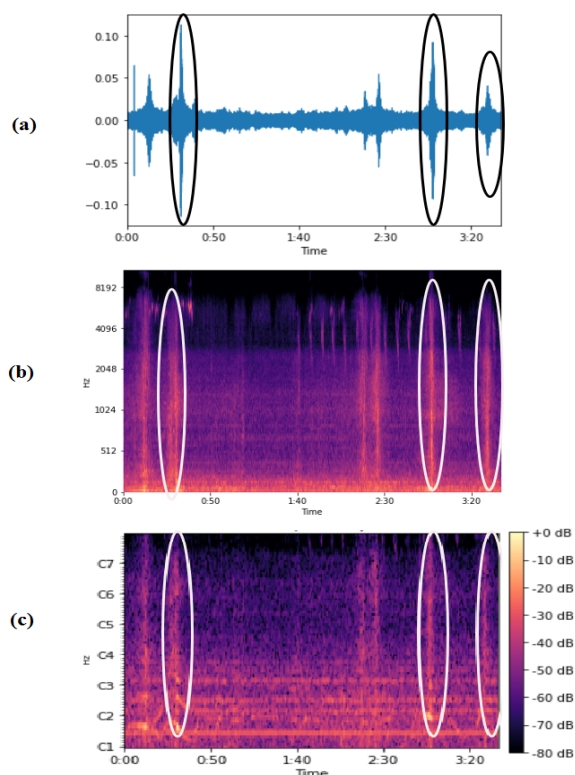 0.10
0.05
(a)
0.00
−0.05
−0.10
0:00 0:50 1:40 2:30 3:20
Time
8192
4096
(b)
2048
Hz
1024
512
0
0:00 0:50 1:40 2:30 3:20
Time
+0 dB
C7
-10 dB
C6
-20 dB
C5
-30 dB
(c)
Hz
C4
-40 dB
C3
-50 dB
-60 dB
C2
-70 dB
C1
-80 dB
0:00 0:50 1:40 2:30 3:20
Time